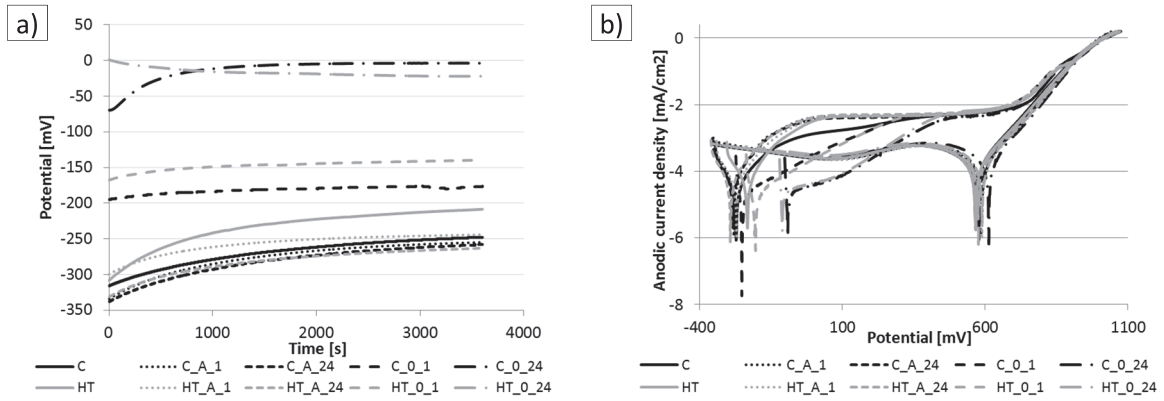 a)
50
0
-50
-100
-150
-200
-250
-300
-350
Potential [mV]
0
1000
2000
3000
4000
Time [s]
C
C_A_1
C_A_24
C_0_1
C_0_24
HT
HT_A_1
HT_A_24
HT_0_1
HT_0_24
b)
0
-2
-4
-6
-8
Anodic current density [mA/cm2]
-400
100
600
1100
Potential [mV]
C
C_A_1
C_A_24
C_0_1
C_0_24
HT
HT_A_1
HT_A_24
HT_0_1
HT_0_24